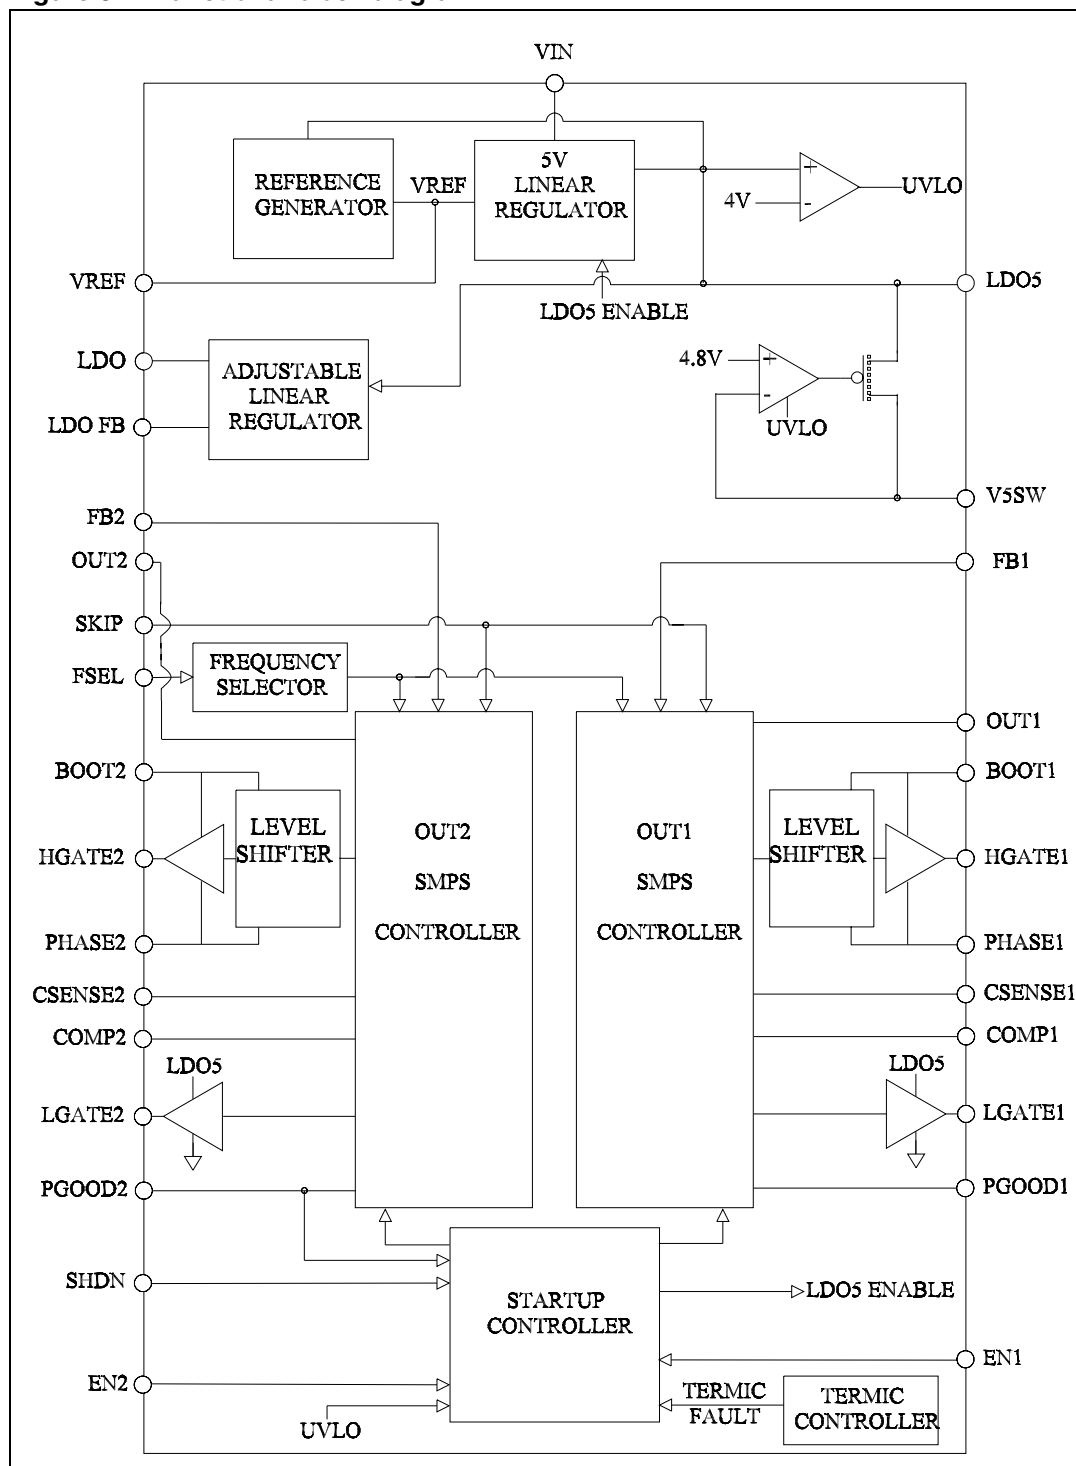 VIN
REFERENCE
GENERATOR
VREF
5V
LINEAR
REGULATOR
4V
+
-
UVLO
VREF
LDO5 ENABLE
LDO5
LDO
LDO FB
ADJUSTABLE
LINEAR
REGULATOR
4.8V
+
-
UVLO
V5SW
FB2
OUT2
FB1
SKIP
FSEL
FREQUENCY
SELECTOR
OUT1
BOOT2
BOOT1
LEVEL
SHIFTER
OUT2
SMPS
CONTROLLER
OUT1
SMPS
CONTROLLER
LEVEL
SHIFTER
HGATE2
HGATE1
PHASE2
PHASE1
CSENSE2
CSENSE1
COMP2
COMP1
LDO5
LDO5
LGATE2
LGATE1
PGOOD2
PGOOD1
SHDN
STARTUP
CONTROLLER
LDO5 ENABLE
EN1
EN2
UVLO
TERMIC
FAULT
TERMIC
CONTROLLER